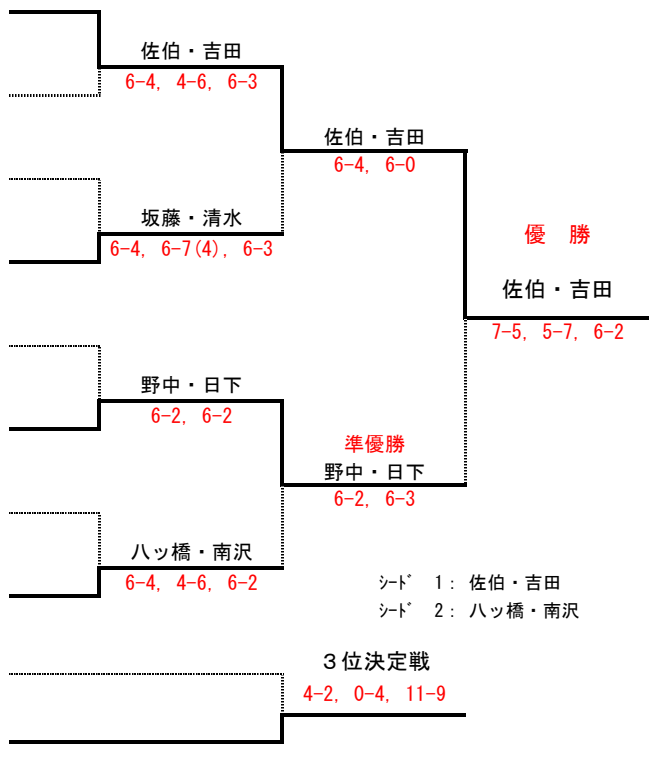 佐伯・吉田
6-4, 4-6, 6-3
佐伯・吉田
6-4, 6-0
坂藤・清水
6-4, 6-7(4), 6-3
優　勝
佐伯・吉田
7-5, 5-7, 6-2
野中・日下
6-2, 6-2
準優勝
野中・日下
6-2, 6-3
八ッ橋・南沢
6-4, 4-6, 6-2
ｼｰﾄﾞ 1: 佐伯・吉田
ｼｰﾄﾞ 2: 八ッ橋・南沢
３位決定戦
4-2, 0-4, 11-9